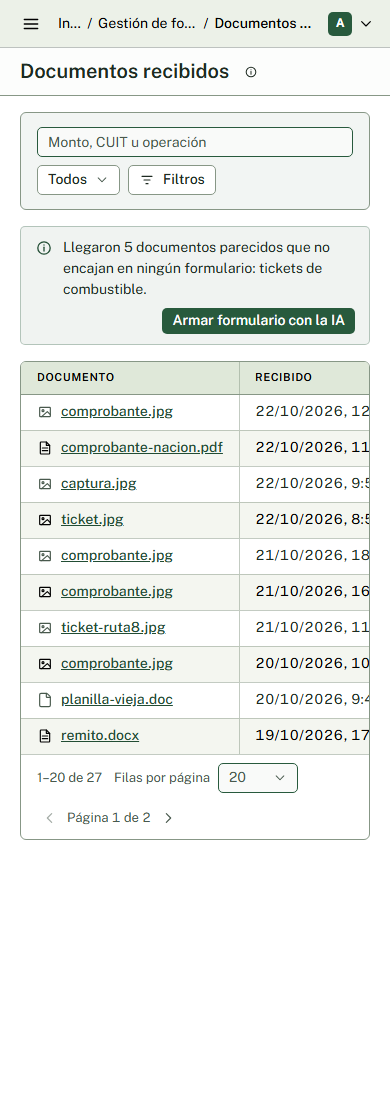 In... / Gestión de fo... / Documentos ... A
Documentos recibidos
Monto, CUIT u operación
Todos Filtros
Llegaron 5 documentos parecidos que no
encajan en ningún formulario: tickets de
combustible.
Armar formulario con la IA
DOCUMENTO RECIBIDO
comprobante.jpg 22/10/2026, 12
comprobante-nacion.pdf 22/10/2026, 11
captura.jpg 22/10/2026, 9:5
ticket.jpg 22/10/2026, 8:5
comprobante.jpg 21/10/2026, 18
comprobante.jpg 21/10/2026, 16
ticket-ruta8.jpg 21/10/2026, 11
comprobante.jpg 20/10/2026, 10
planilla-vieja.doc 20/10/2026, 9:4
remito.docx 19/10/2026, 17
1–20 de 27 Filas por página 20
Página 1 de 2